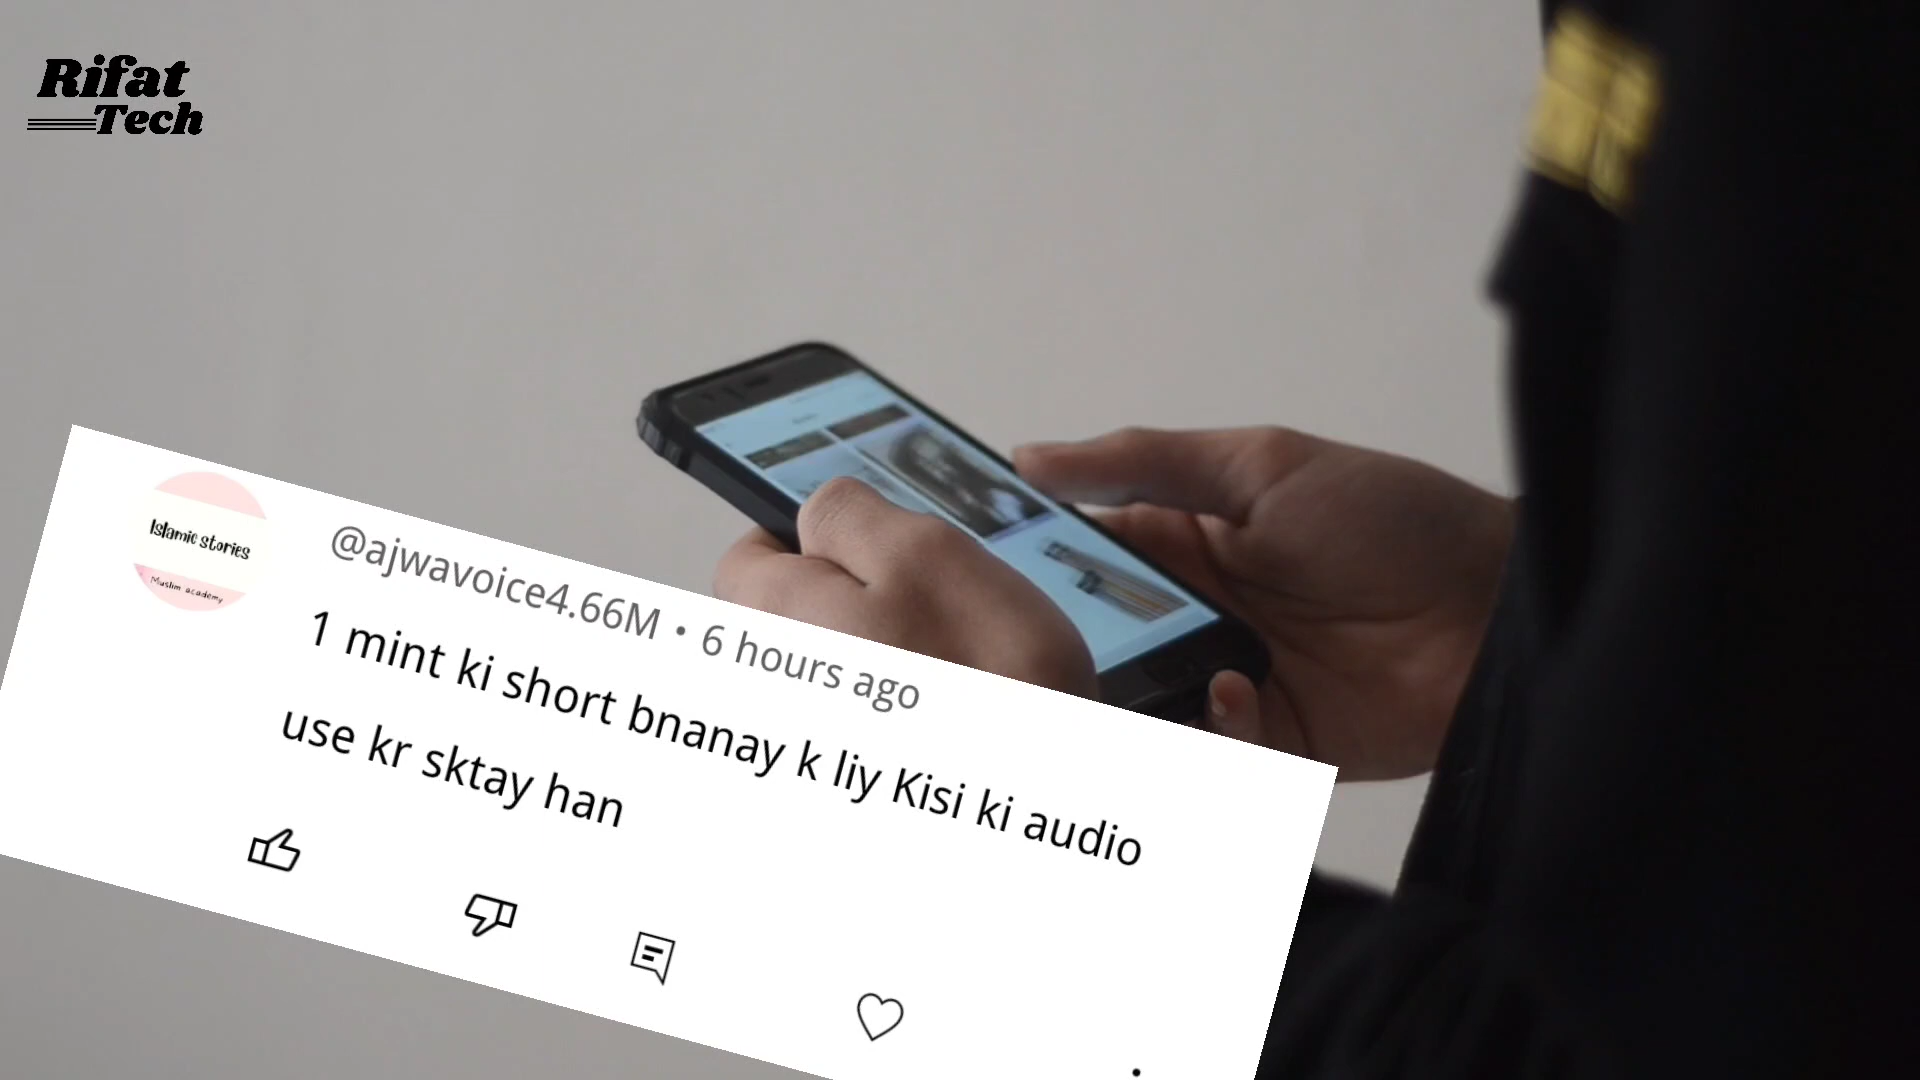 Rifat
Tech
Islamic stories
Muslim academy
@ajwavoice4.66M • 6 hours ago
1 mint ki short bnanay k liy Kisi ki audio
use kr sktay han